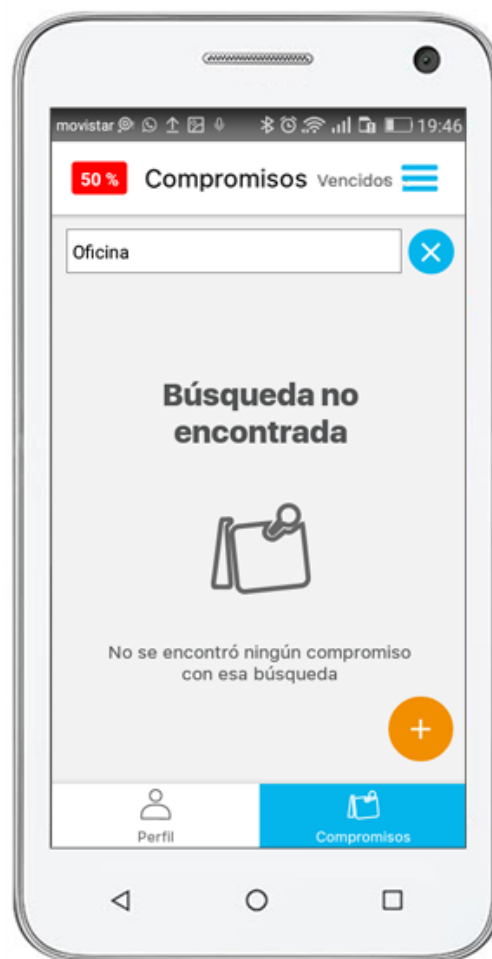 movistar 19:46
50 % Compromisos Vencidos
Oficina
Búsqueda no
encontrada
No se encontró ningún compromiso
con esa búsqueda
+
Perfil Compromisos